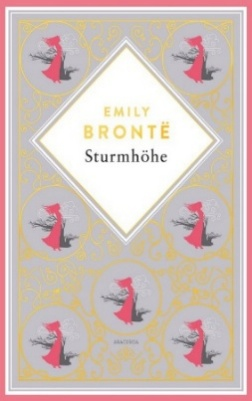 EMILY
BRONTË
Sturmhöhe
ANACONDA